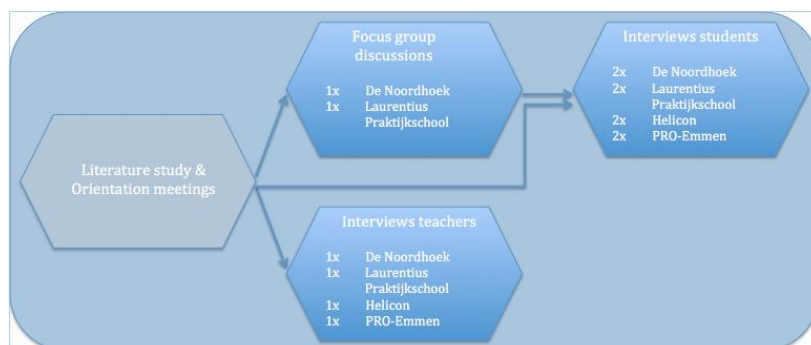 Literature study &
Orientation meetings
Focus group
discussions
1x De Noordhoek
1x Laurentius
Praktijkschool
Interviews students
2x De Noordhoek
2x Laurentius
Praktijkschool
2x Helicon
2x PRO-Emmen
Interviews teachers
1x De Noordhoek
1x Laurentius
Praktijkschool
1x Helicon
1x PRO-Emmen